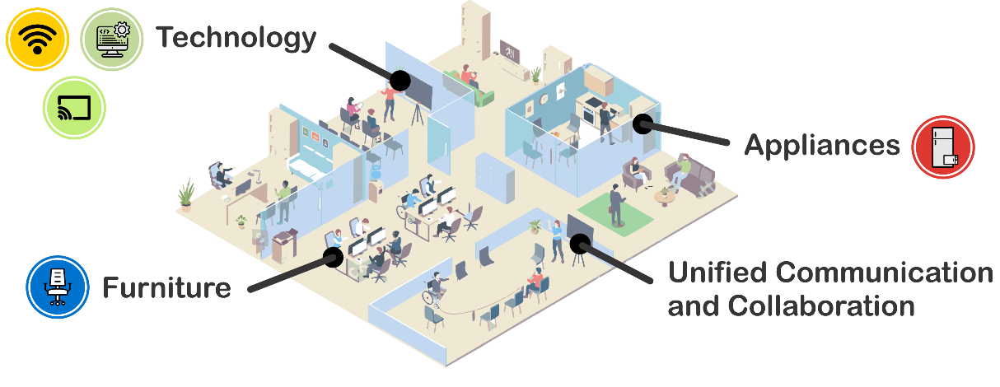 Technology
Appliances
Furniture
Unified Communication
and Collaboration